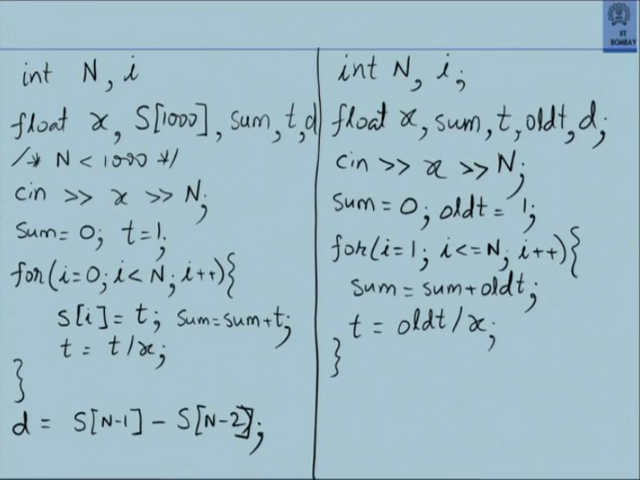 IIT
BOMBAY
int N, i
float x, S[1000], sum, t, d
/* N < 1000 */
cin >> x >> N;
sum = 0; t = 1;
for(i=0; i< N; i++){
s[i] = t; sum=sum+t;
t = t/x;
}
d = S[N-1] - S[N-2];
int N, i;
float x, sum, t, oldt, d;
cin >> x >> N;
sum = 0; oldt = 1;
for(i=1; i<=N; i++){
sum = sum+oldt;
t = oldt/x;
}